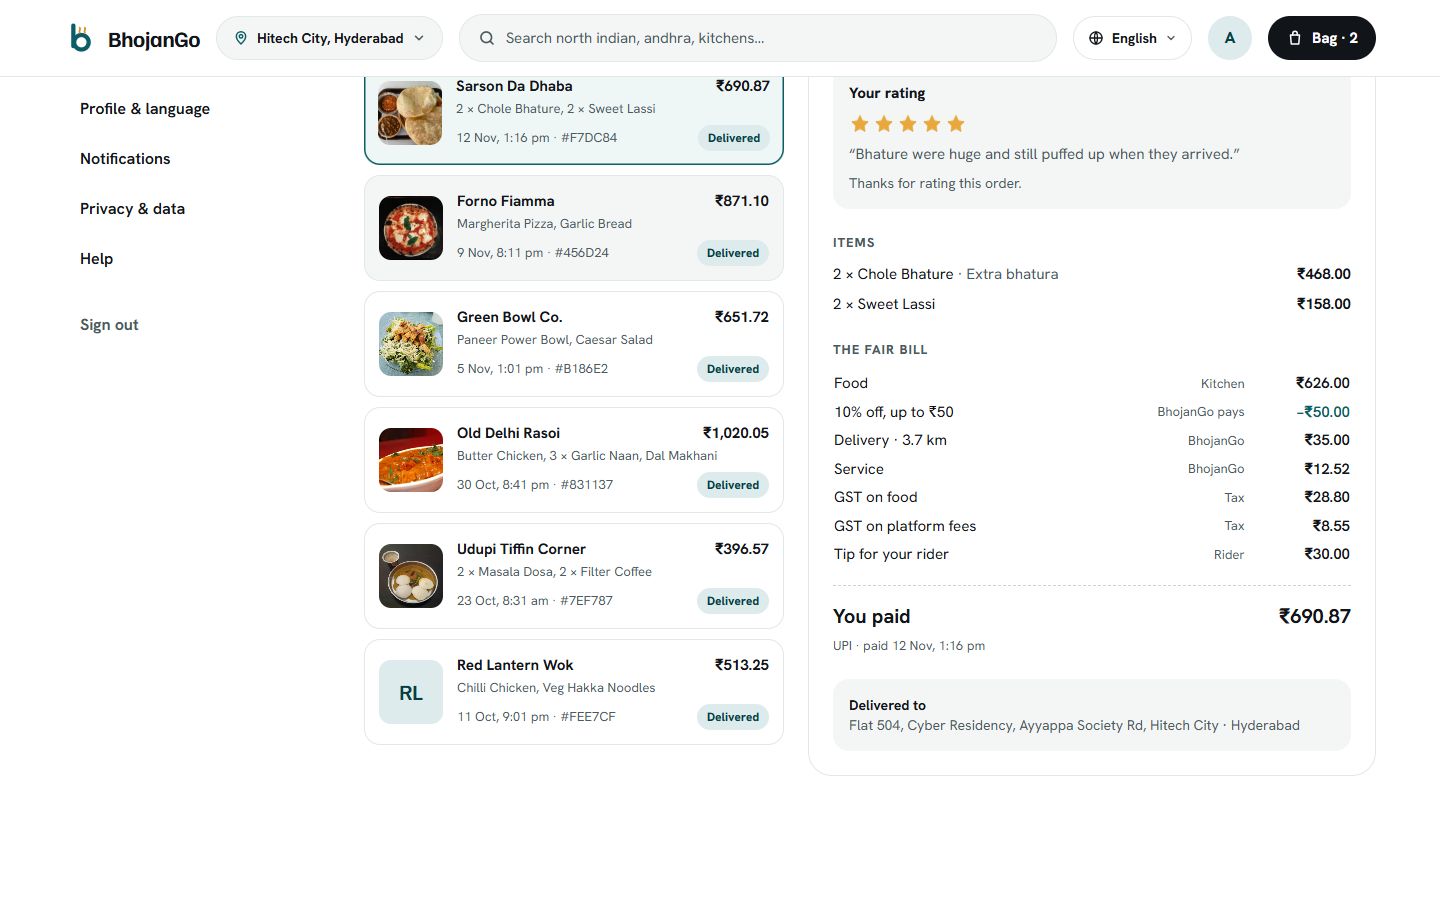 BhojanGo
Hitech City, Hyderabad
Search north indian, andhra, kitchens...
English
A
Bag · 2
Profile & language
Notifications
Privacy & data
Help
Sign out
Sarson Da Dhaba ₹690.87
2 × Chole Bhature, 2 × Sweet Lassi
12 Nov, 1:16 pm · #F7DC84 Delivered
Forno Fiamma ₹871.10
Margherita Pizza, Garlic Bread
9 Nov, 8:11 pm · #456D24 Delivered
Green Bowl Co. ₹651.72
Paneer Power Bowl, Caesar Salad
5 Nov, 1:01 pm · #B186E2 Delivered
Old Delhi Rasoi ₹1,020.05
Butter Chicken, 3 × Garlic Naan, Dal Makhani
30 Oct, 8:41 pm · #831137 Delivered
Udupi Tiffin Corner ₹396.57
2 × Masala Dosa, 2 × Filter Coffee
23 Oct, 8:31 am · #7EF787 Delivered
RL
Red Lantern Wok ₹513.25
Chilli Chicken, Veg Hakka Noodles
11 Oct, 9:01 pm · #FEE7CF Delivered
Your rating
“Bhature were huge and still puffed up when they arrived.”
Thanks for rating this order.
ITEMS
2 × Chole Bhature · Extra bhatura ₹468.00
2 × Sweet Lassi ₹158.00
THE FAIR BILL
Food Kitchen ₹626.00
10% off, up to ₹50 BhojanGo pays −₹50.00
Delivery · 3.7 km BhojanGo ₹35.00
Service BhojanGo ₹12.52
GST on food Tax ₹28.80
GST on platform fees Tax ₹8.55
Tip for your rider Rider ₹30.00
You paid ₹690.87
UPI · paid 12 Nov, 1:16 pm
Delivered to
Flat 504, Cyber Residency, Ayyappa Society Rd, Hitech City · Hyderabad